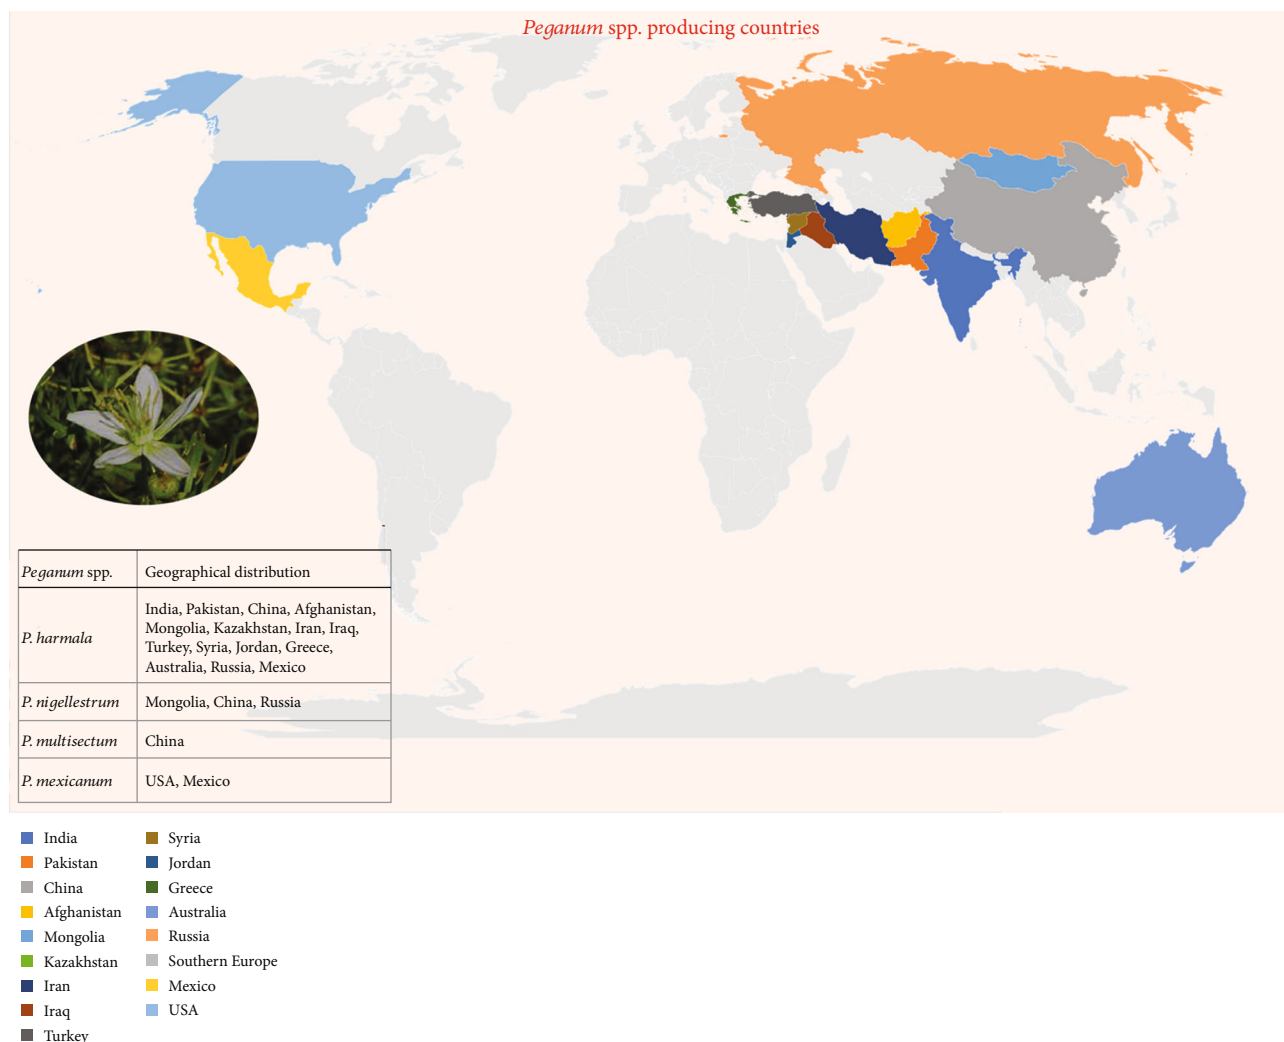 Peganum spp. producing countries
Peganum spp.
Geographical distribution
P. harmala
India, Pakistan, China, Afghanistan,
Mongolia, Kazakhstan, Iran, Iraq,
Turkey, Syria, Jordan, Greece,
Australia, Russia, Mexico
P. nigellestrum
Mongolia, China, Russia
P. multisectum
China
P. mexicanum
USA, Mexico
India
Pakistan
China
Afghanistan
Mongolia
Kazakhstan
Iran
Iraq
Turkey
Syria
Jordan
Greece
Australia
Russia
Southern Europe
Mexico
USA